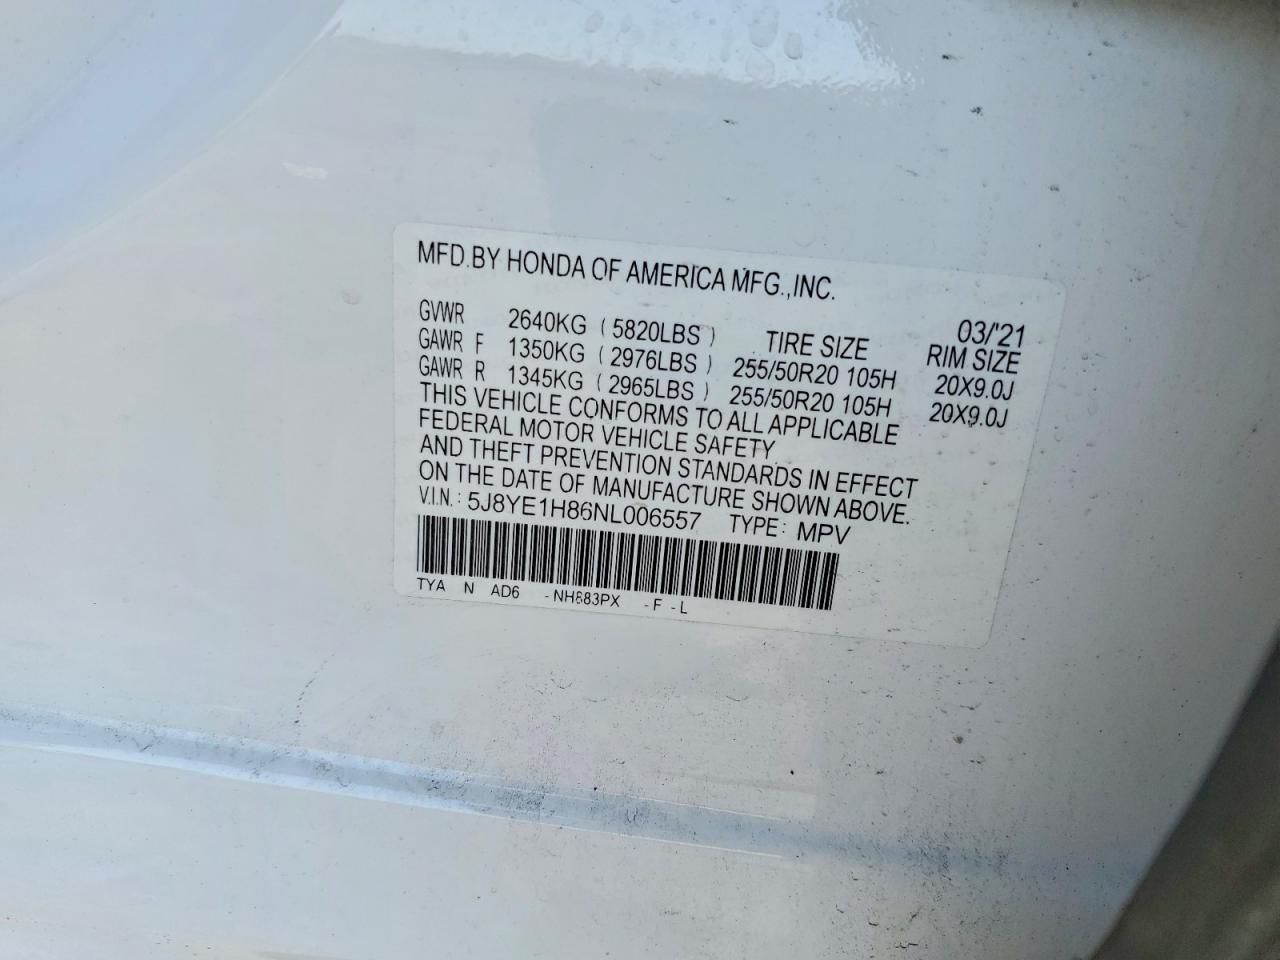 MFD.BY HONDA OF AMERICA MFG.,INC.
03/'21
GVWR 2640KG (5820LBS) TIRE SIZE RIM SIZE
GAWR F 1350KG (2976LBS) 255/50R20 105H 20X9.0J
GAWR R 1345KG (2965LBS) 255/50R20 105H 20X9.0J
THIS VEHICLE CONFORMS TO ALL APPLICABLE
FEDERAL MOTOR VEHICLE SAFETY
AND THEFT PREVENTION STANDARDS IN EFFECT
ON THE DATE OF MANUFACTURE SHOWN ABOVE.
V.I.N.: 5J8YE1H86NL006557 TYPE: MPV
TYA N AD6 -NH883PX -F -L